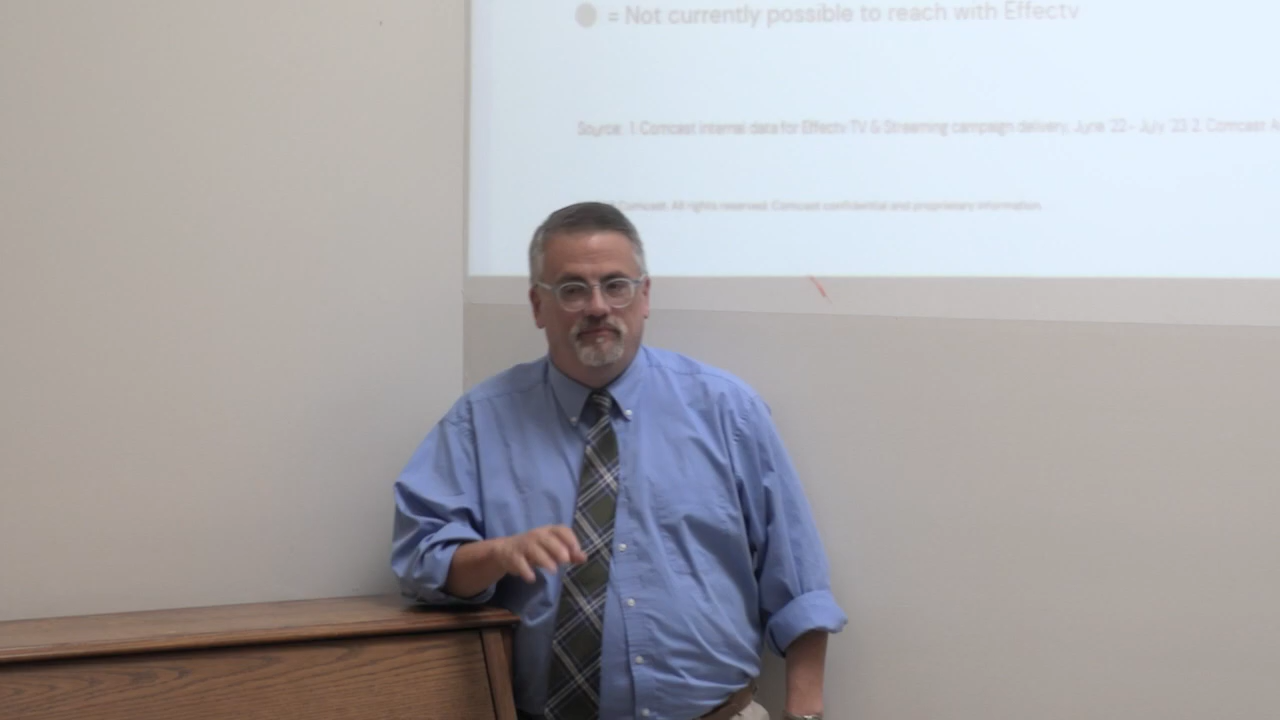 = Not currently possible to reach with Effectv
Source: 1. Comcast internal data for Effectv TV & Streaming campaign delivery, June '22 - July '23 2. Comcast
Comcast. All rights reserved. Comcast confidential and proprietary information.